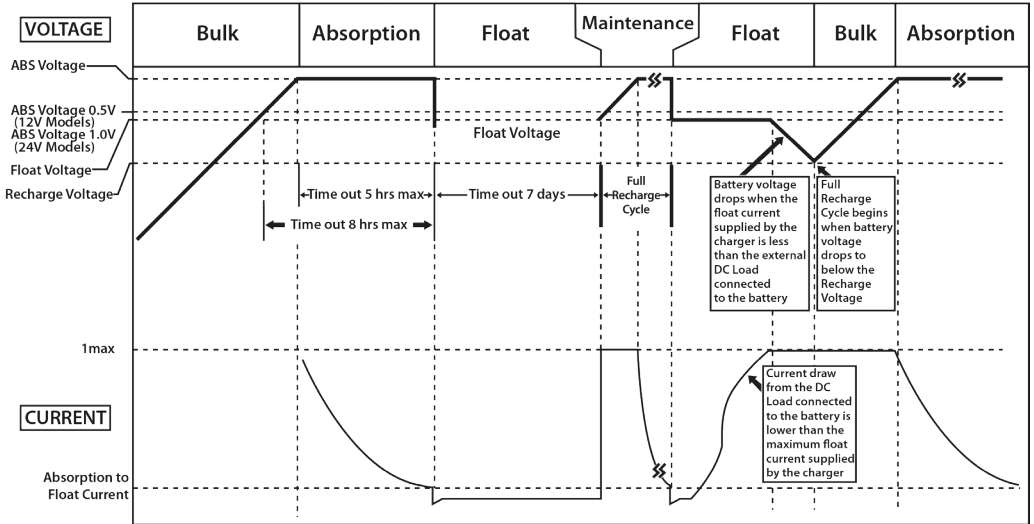 VOLTAGE
Bulk
Absorption
Float
Maintenance
Float
Bulk
Absorption
ABS Voltage
ABS Voltage 0.5V
(12V Models)
ABS Voltage 1.0V
(24V Models)
Float Voltage
Recharge Voltage
Float Voltage
Time out 5 hrs max
Time out 7 days
Full
Recharge
Cycle
Time out 8 hrs max
Battery voltage
drops when the
float current
supplied by the
charger is less
than the external
DC Load
connected
to the battery
Full
Recharge
Cycle begins
when battery
voltage
drops to
below the
Recharge
Voltage
1max
CURRENT
Current draw
from the DC
Load connected
to the battery is
lower than the
maximum float
current supplied
by the charger
Absorption to
Float Current